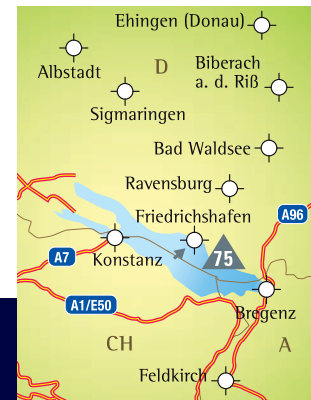 Ehingen (Donau)
Albstadt
D
Biberach
a. d. Riß
Sigmaringen
Bad Waldsee
Ravensburg
Friedrichshafen
A96
Konstanz
75
A7
A1/E50
Bregenz
CH
A
Feldkirch